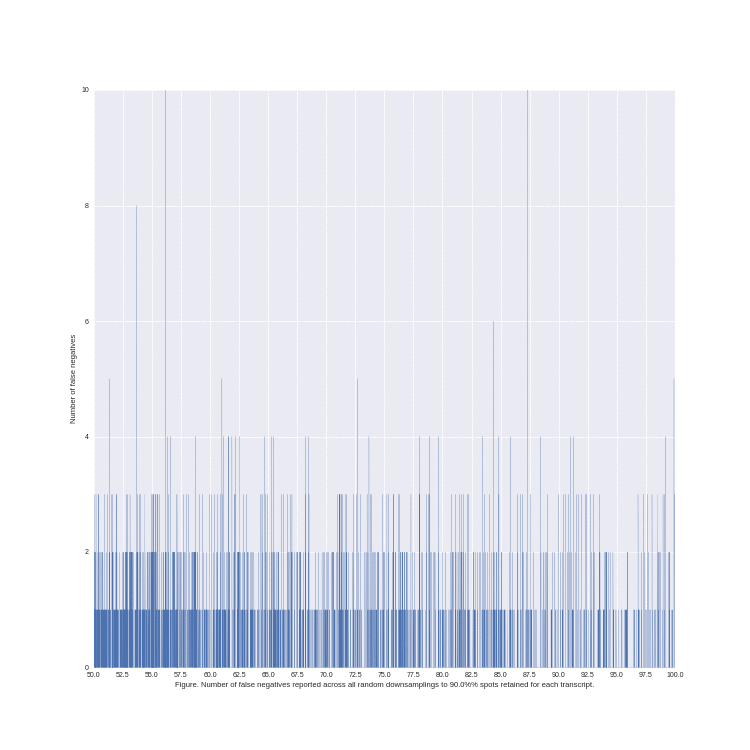 10
8
6
4
2
0
Number of false negatives
50.0 52.5 55.0 57.5 60.0 62.5 65.0 67.5 70.0 72.5 75.0 77.5 80.0 82.5 85.0 87.5 90.0 92.5 95.0 97.5 100.0
Figure. Number of false negatives reported across all random downsamplings to 90.0%% spots retained for each transcript.